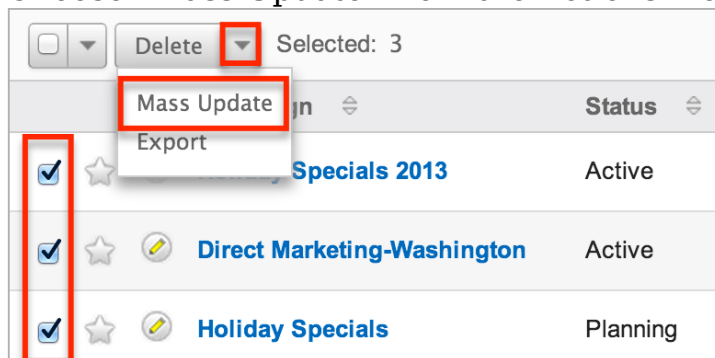 Delete Selected: 3
Mass Update
Export
Status
Specials 2013 Active
Direct Marketing-Washington Active
Holiday Specials Planning